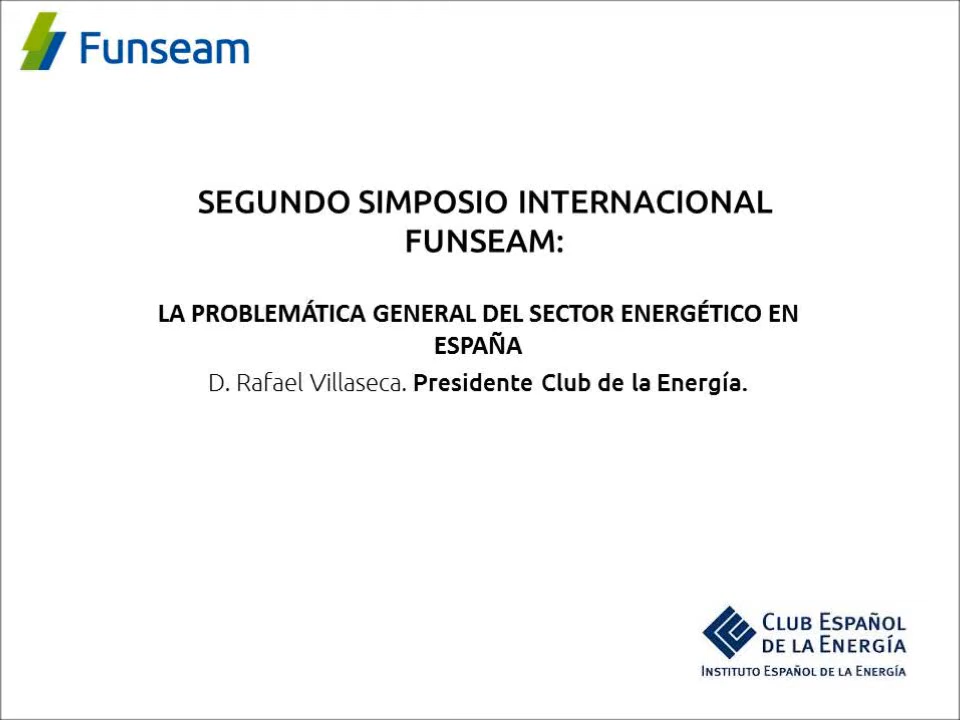 Funseam
SEGUNDO SIMPOSIO INTERNACIONAL
FUNSEAM:
LA PROBLEMÁTICA GENERAL DEL SECTOR ENERGÉTICO EN
ESPAÑA
D. Rafael Villaseca. Presidente Club de la Energía.
CLUB ESPAÑOL
DE LA ENERGÍA
INSTITUTO ESPAÑOL DE LA ENERGÍA